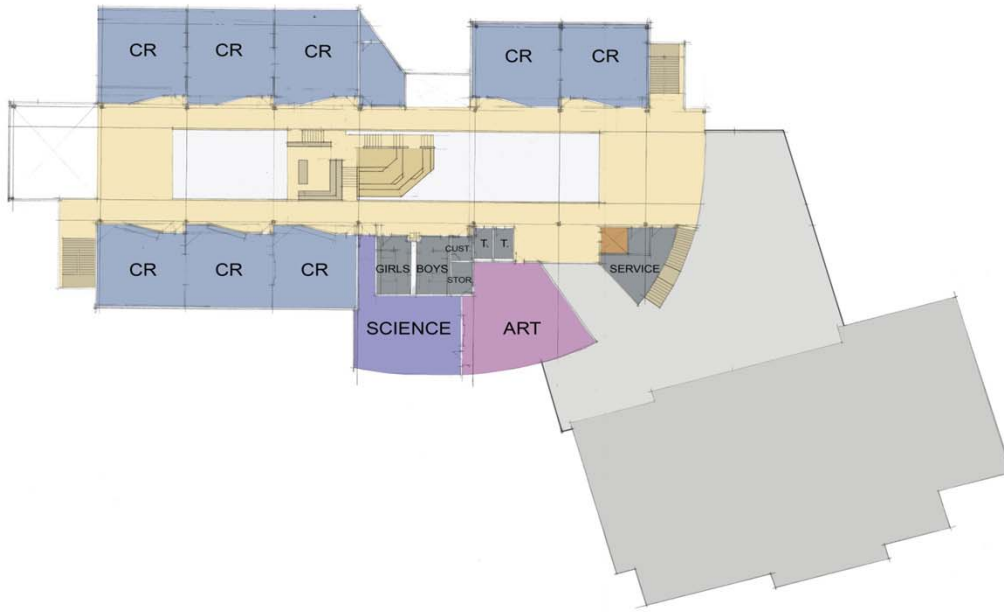 CR
CR
CR
CR
CR
CR
CR
CR
GIRLS
BOYS
CUST.
STOR.
T.
T.
SERVICE
SCIENCE
ART